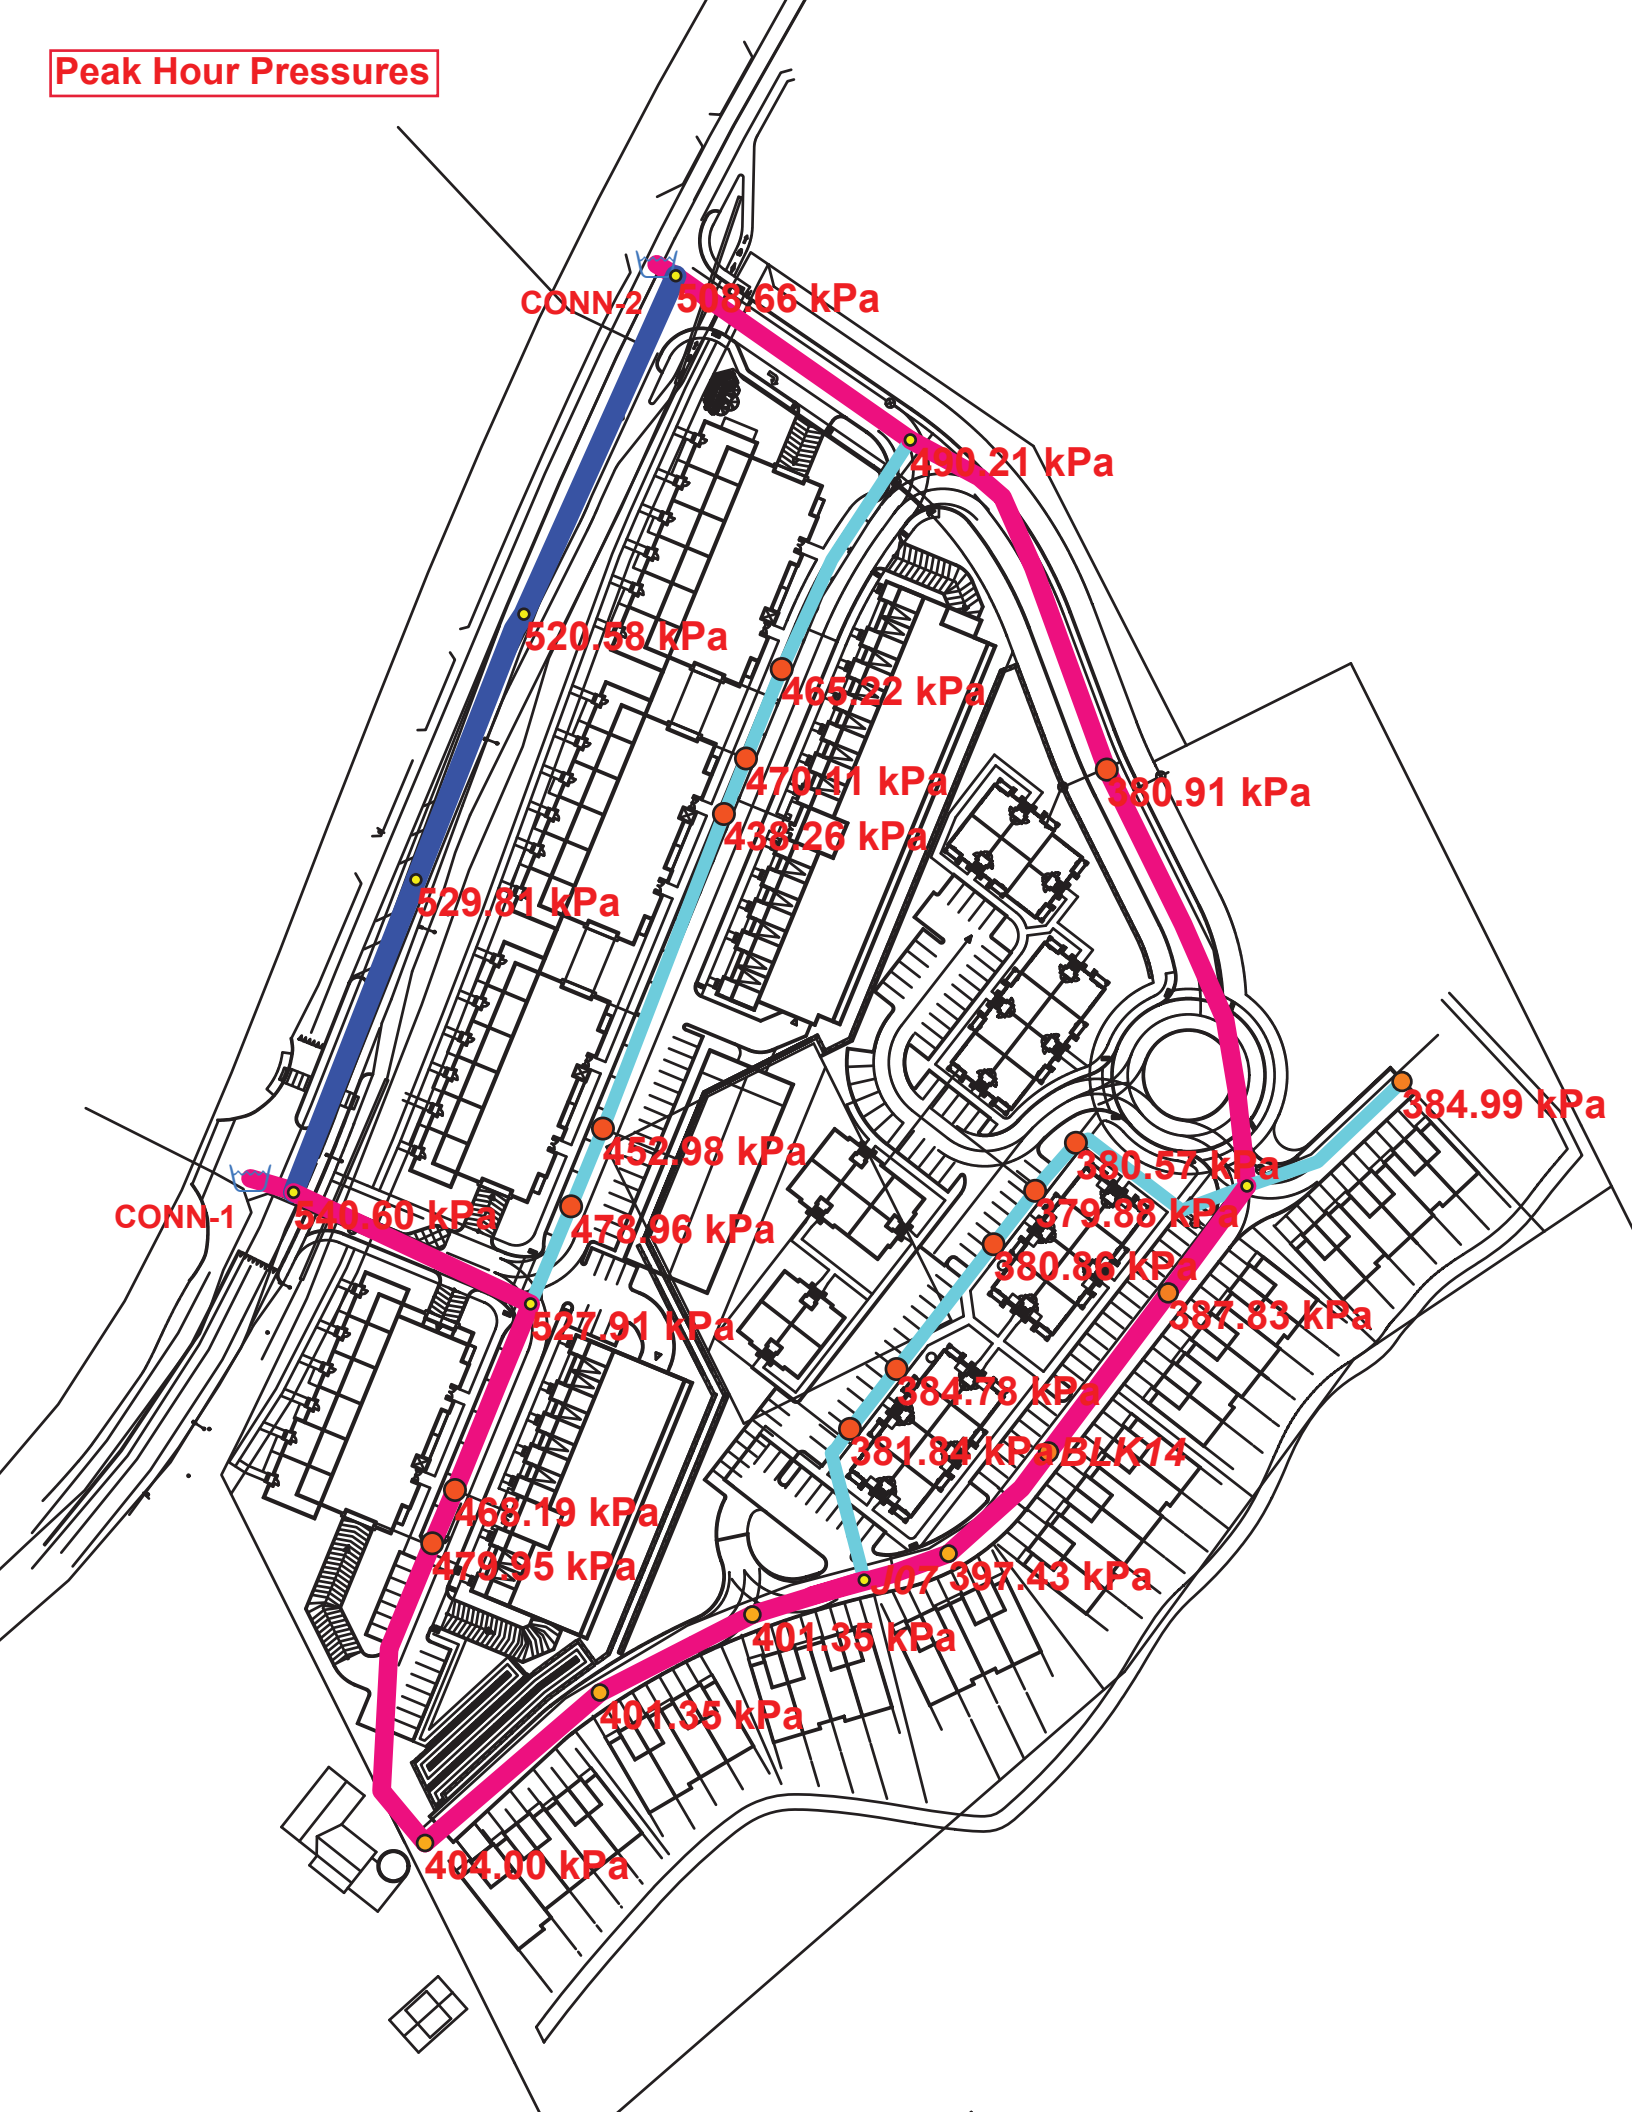 Peak Hour Pressures
CONN-2
508.66 kPa
490.21 kPa
520.58 kPa
465.22 kPa
470.11 kPa
380.91 kPa
438.26 kPa
529.81 kPa
384.99 kPa
452.98 kPa
380.57 kPa
CONN-1
540.60 kPa
478.96 kPa
379.88 kPa
380.86 kPa
527.91 kPa
387.83 kPa
384.78 kPa
381.84 kPa
BLK14
468.19 kPa
479.95 kPa
J07
397.43 kPa
401.35 kPa
401.35 kPa
404.00 kPa